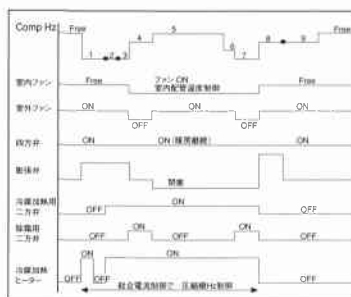 Comp Hz Free 1 2 3 4 5 6 7 8 9 Free
室内ファン Free ファンON 室内配管温度制御 Free
室外ファン ON OFF ON OFF ON
四方弁 ON ON (暖房継続) ON
膨張弁 開度
冷媒加熱用二方弁 OFF ON OFF
除霜用二方弁 OFF ON OFF ON OFF
冷媒加熱ヒーター OFF ON OFF ON OFF
総合電流制御で 圧縮機Hz制御